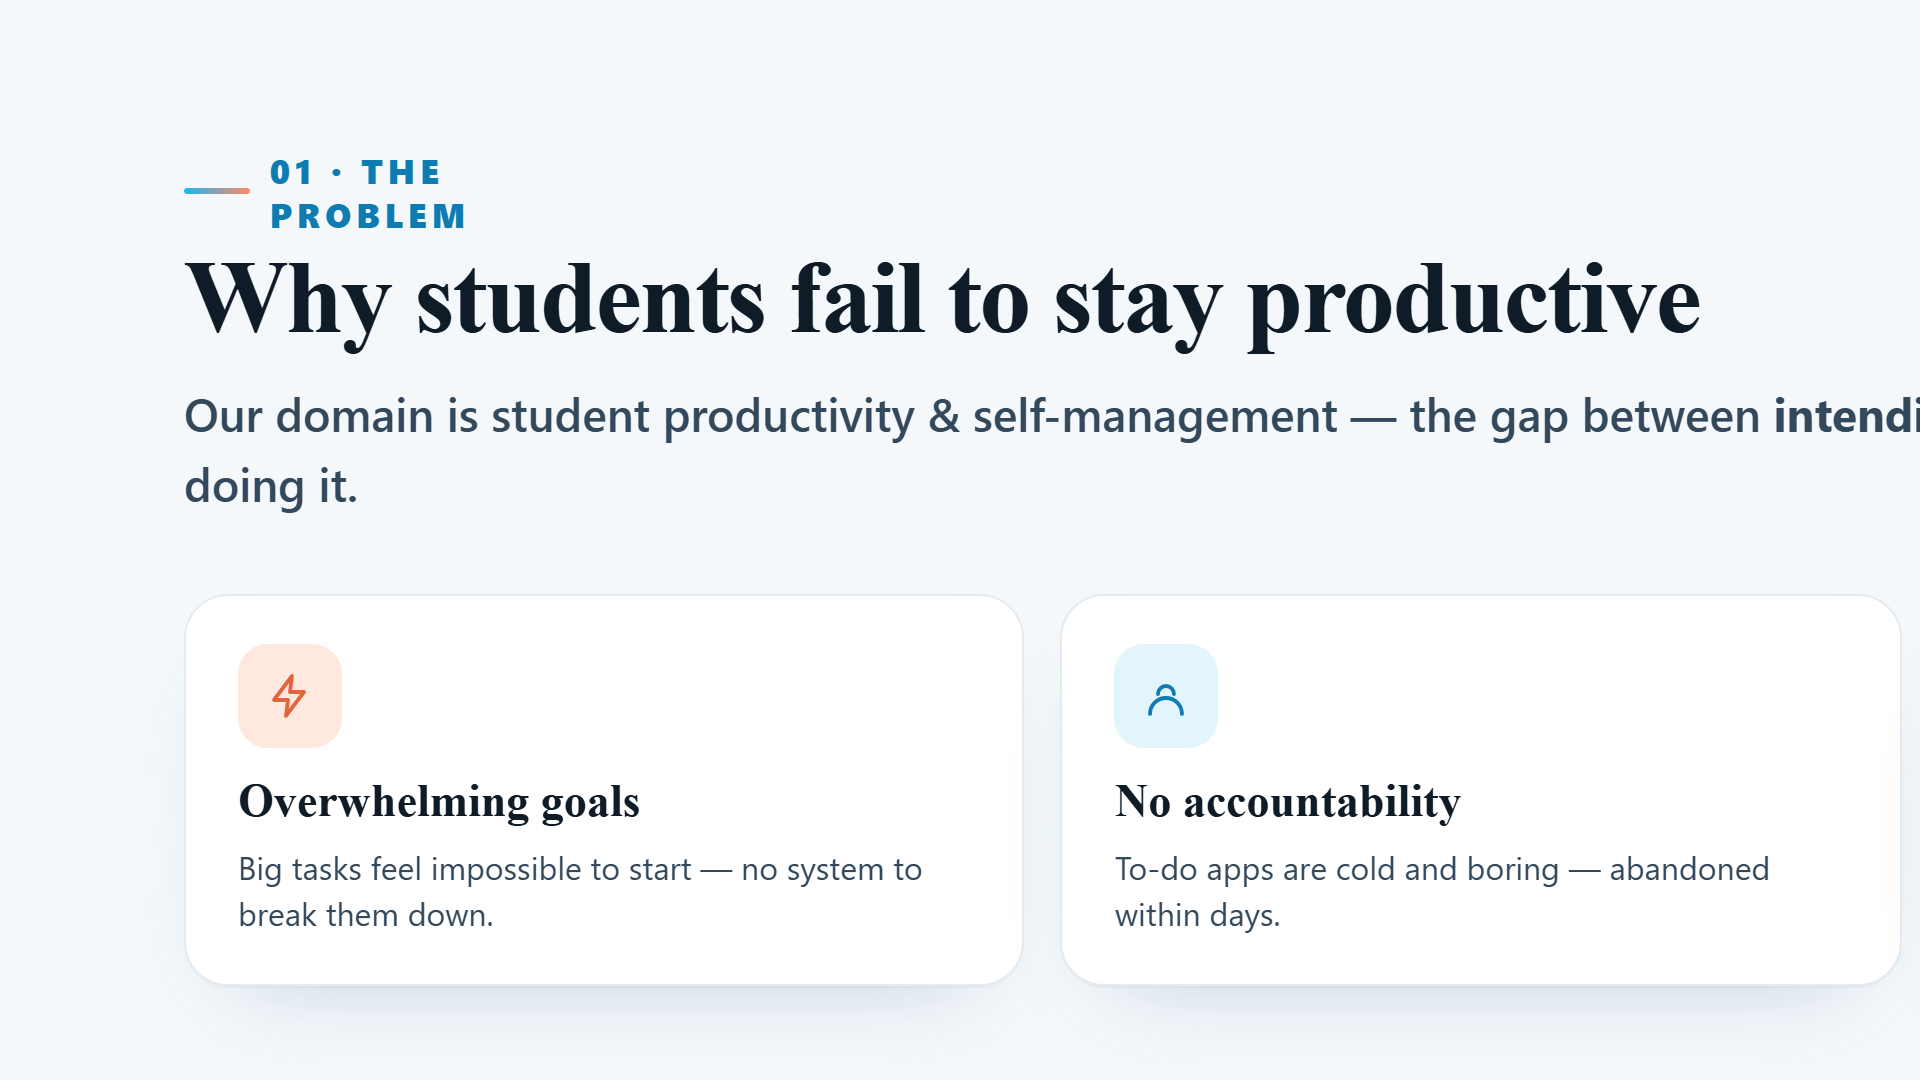 01 · THE
PROBLEM
Why students fail to stay productive
Our domain is student productivity & self-management — the gap between
doing it.
Overwhelming goals
Big tasks feel impossible to start — no system to
break them down.
No accountability
To-do apps are cold and boring — abandoned
within days.